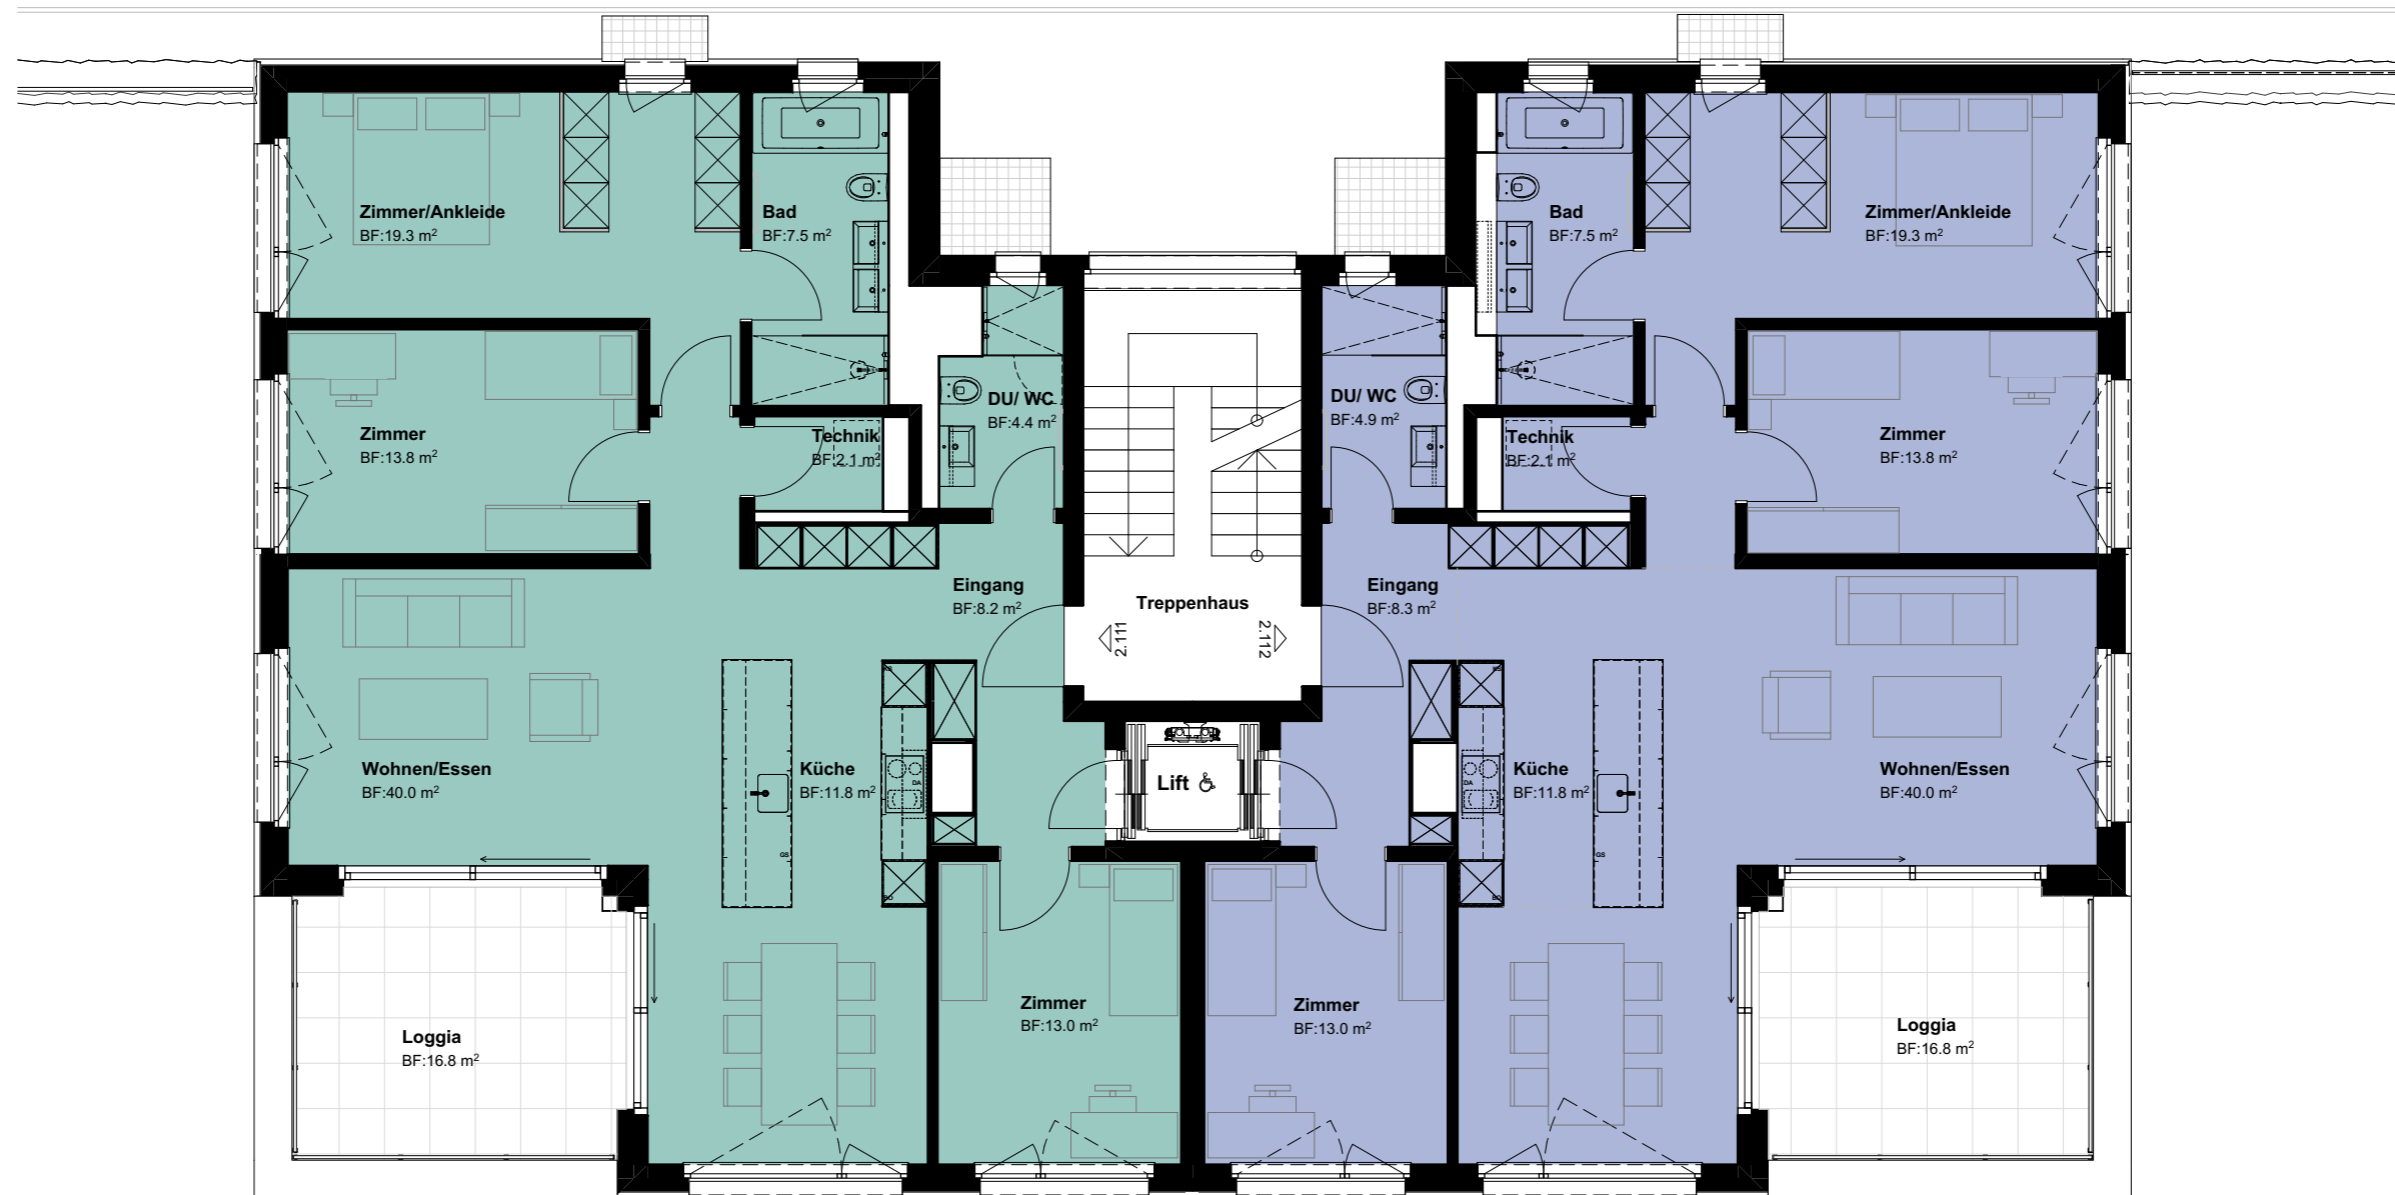 Zimmer/Ankleide
BF:19.3 m²
Bad
BF:7.5 m²
Bad
BF:7.5 m²
Zimmer/Ankleide
BF:19.3 m²
Zimmer
BF:13.8 m²
Technik
BF:2.1 m²
DU/ WC
BF:4.4 m²
DU/ WC
BF:4.9 m²
Technik
BF:2.1 m²
Zimmer
BF:13.8 m²
Eingang
BF:8.2 m²
Treppenhaus
2.111
2.112
Eingang
BF:8.3 m²
Wohnen/Essen
BF:40.0 m²
Küche
BF:11.8 m²
DA
GS
Lift
Küche
BF:11.8 m²
DA
GS
Wohnen/Essen
BF:40.0 m²
Loggia
BF:16.8 m²
Zimmer
BF:13.0 m²
Zimmer
BF:13.0 m²
Loggia
BF:16.8 m²